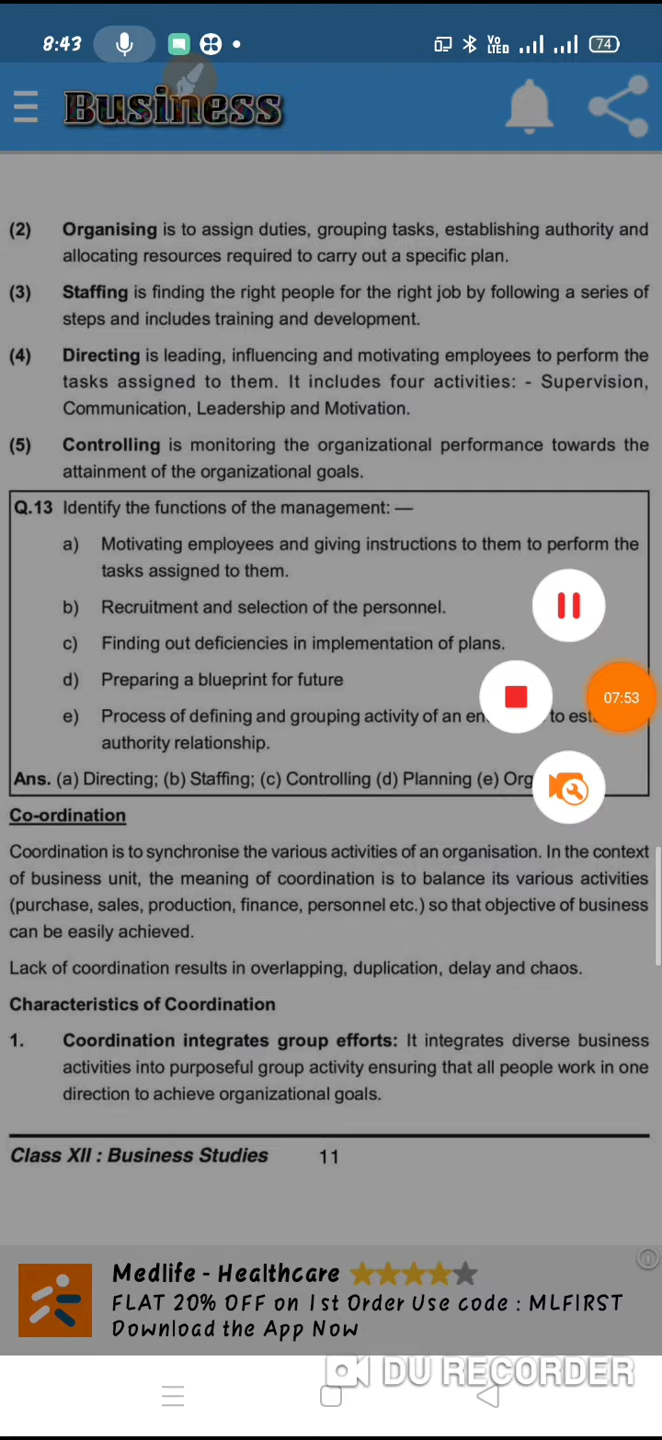 8:43
Vo
LTED
74
Business
(2) Organising is to assign duties, grouping tasks, establishing authority and
allocating resources required to carry out a specific plan.
(3) Staffing is finding the right people for the right job by following a series of
steps and includes training and development.
(4) Directing is leading, influencing and motivating employees to perform the
tasks assigned to them. It includes four activities: - Supervision,
Communication, Leadership and Motivation.
(5) Controlling is monitoring the organizational performance towards the
attainment of the organizational goals.
Q.13 Identify the functions of the management: —
a) Motivating employees and giving instructions to them to perform the
tasks assigned to them.
b) Recruitment and selection of the personnel.
c) Finding out deficiencies in implementation of plans.
d) Preparing a blueprint for future
07:53
e) Process of defining and grouping activity of an to
authority relationship.
Ans. (a) Directing; (b) Staffing; (c) Controlling (d) Planning (e)
Co-ordination
Coordination is to synchronise the various activities of an organisation. In the context
of business unit, the meaning of coordination is to balance its various activities
(purchase, sales, production, finance, personnel etc.) so that objective of business
can be easily achieved.
Lack of coordination results in overlapping, duplication, delay and chaos.
Characteristics of Coordination
1. Coordination integrates group efforts: It integrates diverse business
activities into purposeful group activity ensuring that all people work in one
direction to achieve organizational goals.
Class XII : Business Studies 11
Medlife - Healthcare
FLAT 20% OFF on 1st Order Use code : MLFIRST
Download the App Now
DU RECORDER